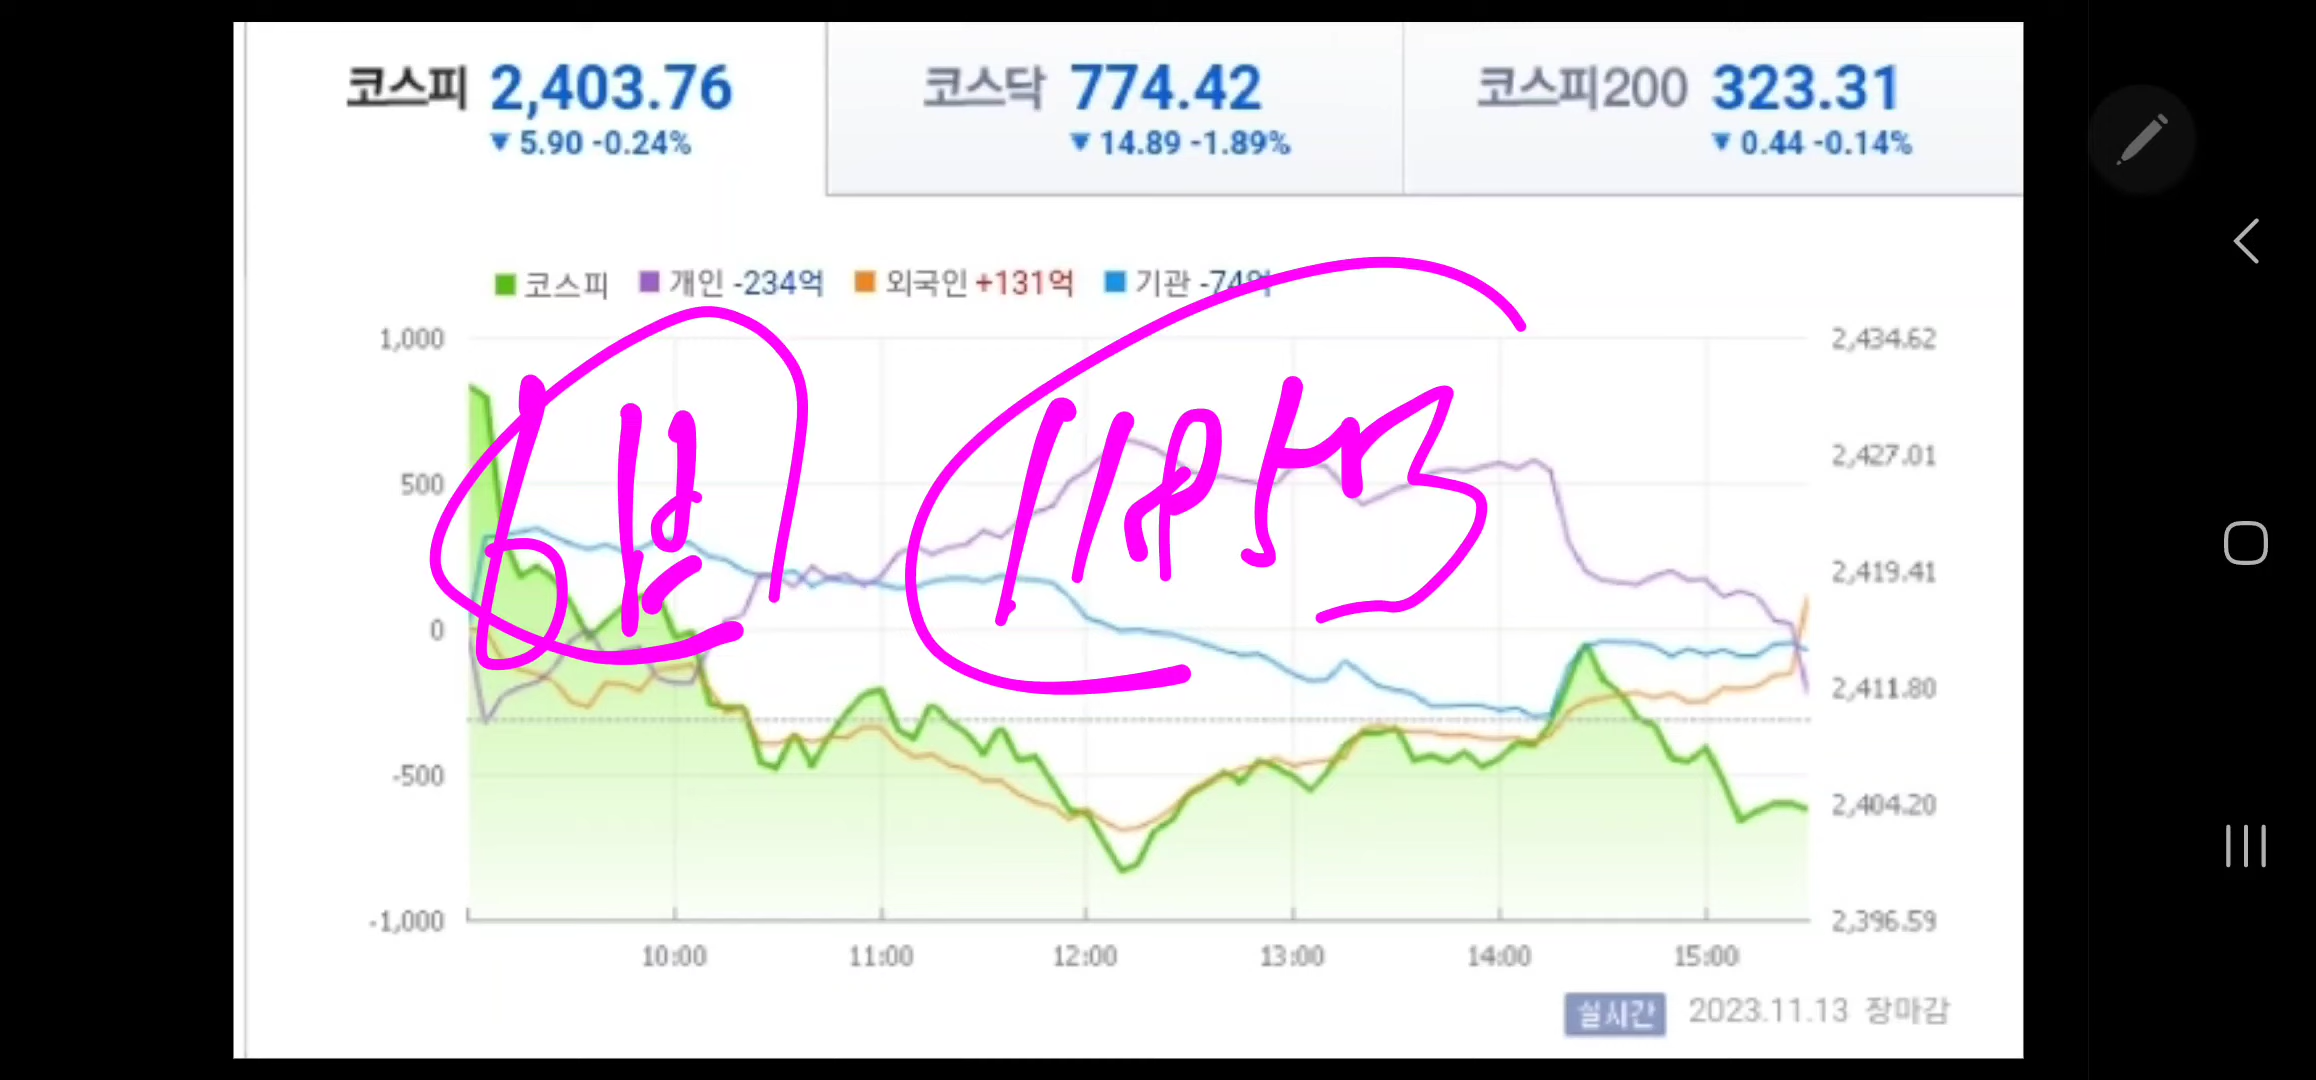 코스피 2,403.76 코스닥 774.42 코스피200 323.31
▼ 5.90 -0.24% ▼ 14.89 -1.89% ▼ 0.44 -0.14%
코스피 개인 -234억 외국인 +131억 기관 -74억
1,000 2,434.62
500 2,427.01
0 2,419.41
2,411.80
-500
2,404.20
-1,000 2,396.59
10:00 11:00 12:00 13:00 14:00 15:00
실시간 2023.11.13 장마감